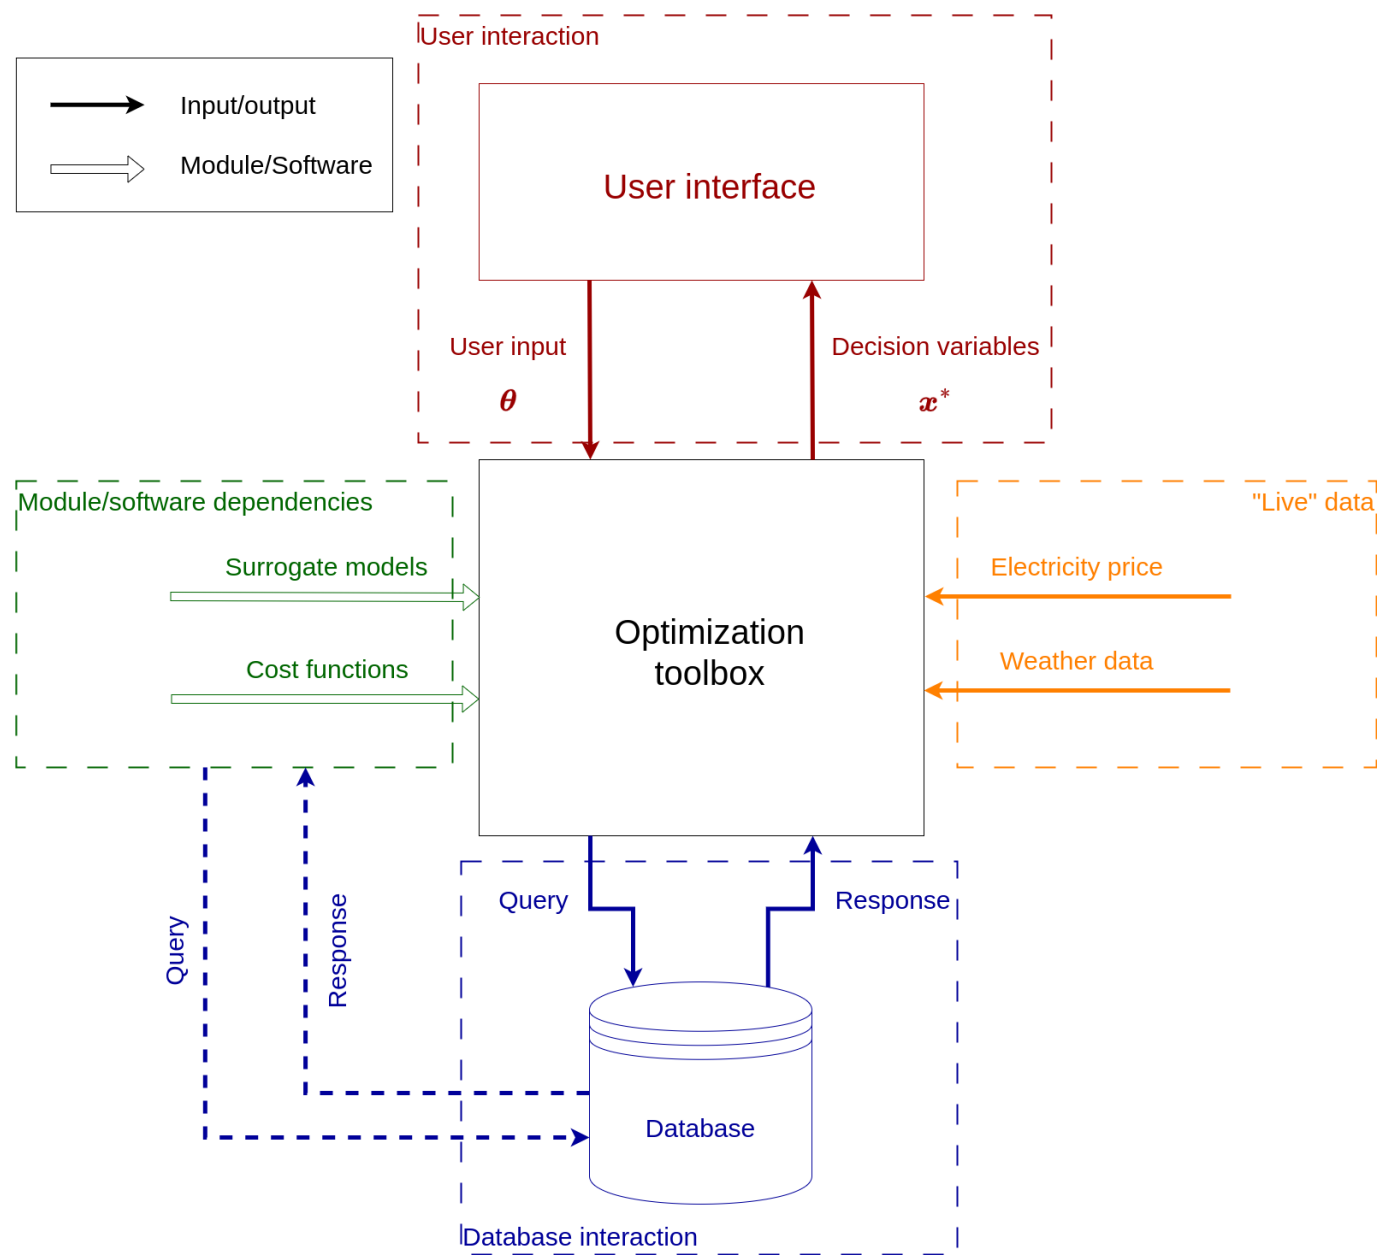 User interaction
Input/output
Module/Software
User interface
User input
Decision variables
θ
x*
Module/software dependencies
"Live" data
Surrogate models
Electricity price
Cost functions
Weather data
Optimization
toolbox
Query
Response
Query
Response
Database
Database interaction